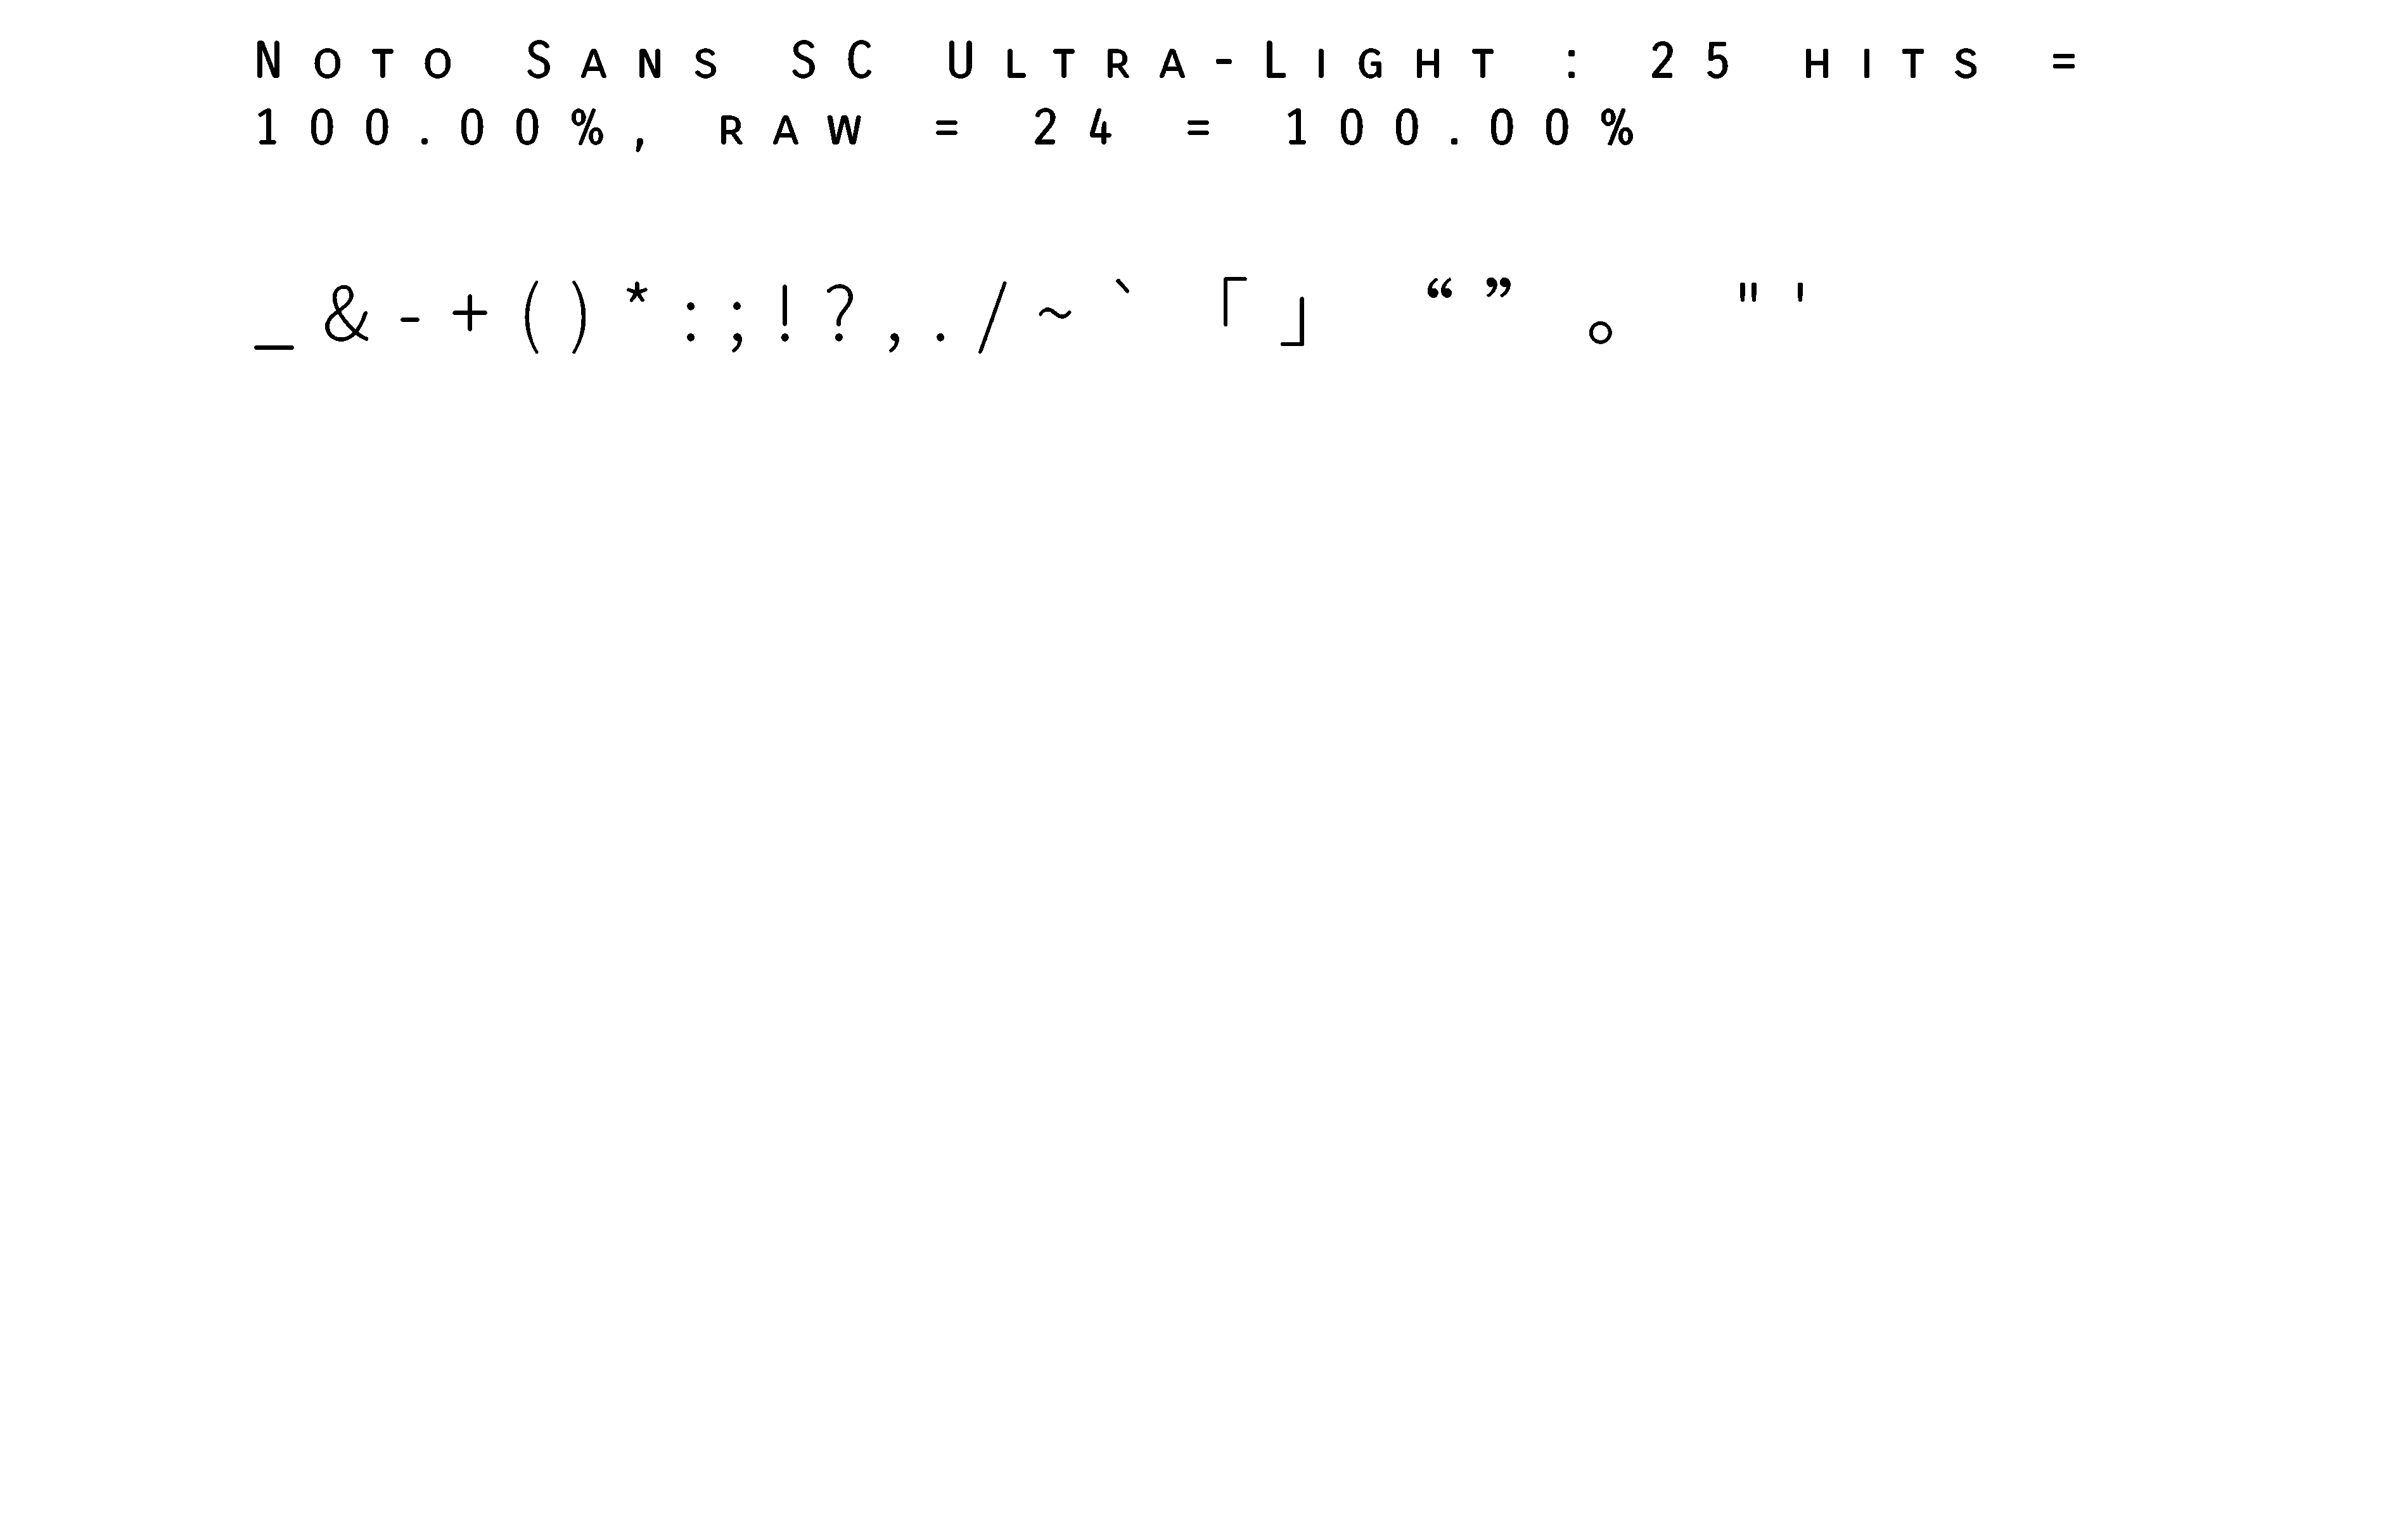 Noto Sans SC Ultra-Light : 25 hits =
100.00%, raw = 24 = 100.00%
_&-+()*:;!?,./~`「」 “” 。 "'